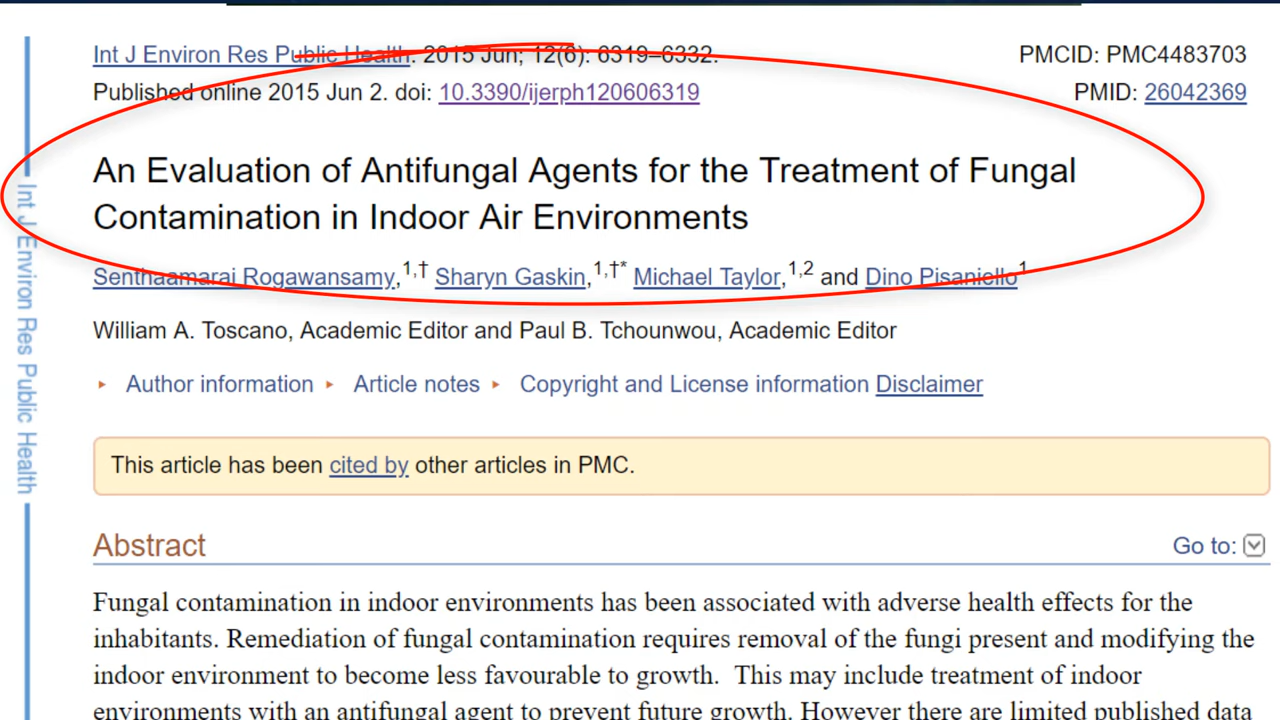 Int J Environ Res Public Health. 2015 Jun; 12(6): 6319–6332.
PMCID: PMC4483703
Published online 2015 Jun 2. doi: 10.3390/ijerph120606319
PMID: 26042369
An Evaluation of Antifungal Agents for the Treatment of Fungal
Contamination in Indoor Air Environments
Senthaamarai Rogawansamy,1,† Sharyn Gaskin,1,†* Michael Taylor,1,2 and Dino Pisaniello1
William A. Toscano, Academic Editor and Paul B. Tchounwou, Academic Editor
Author information Article notes Copyright and License information Disclaimer
This article has been cited by other articles in PMC.
Abstract
Go to:
Fungal contamination in indoor environments has been associated with adverse health effects for the
inhabitants. Remediation of fungal contamination requires removal of the fungi present and modifying the
indoor environment to become less favourable to growth. This may include treatment of indoor
environments with an antifungal agent to prevent future growth. However there are limited published data
Int J Environ Res Public Health